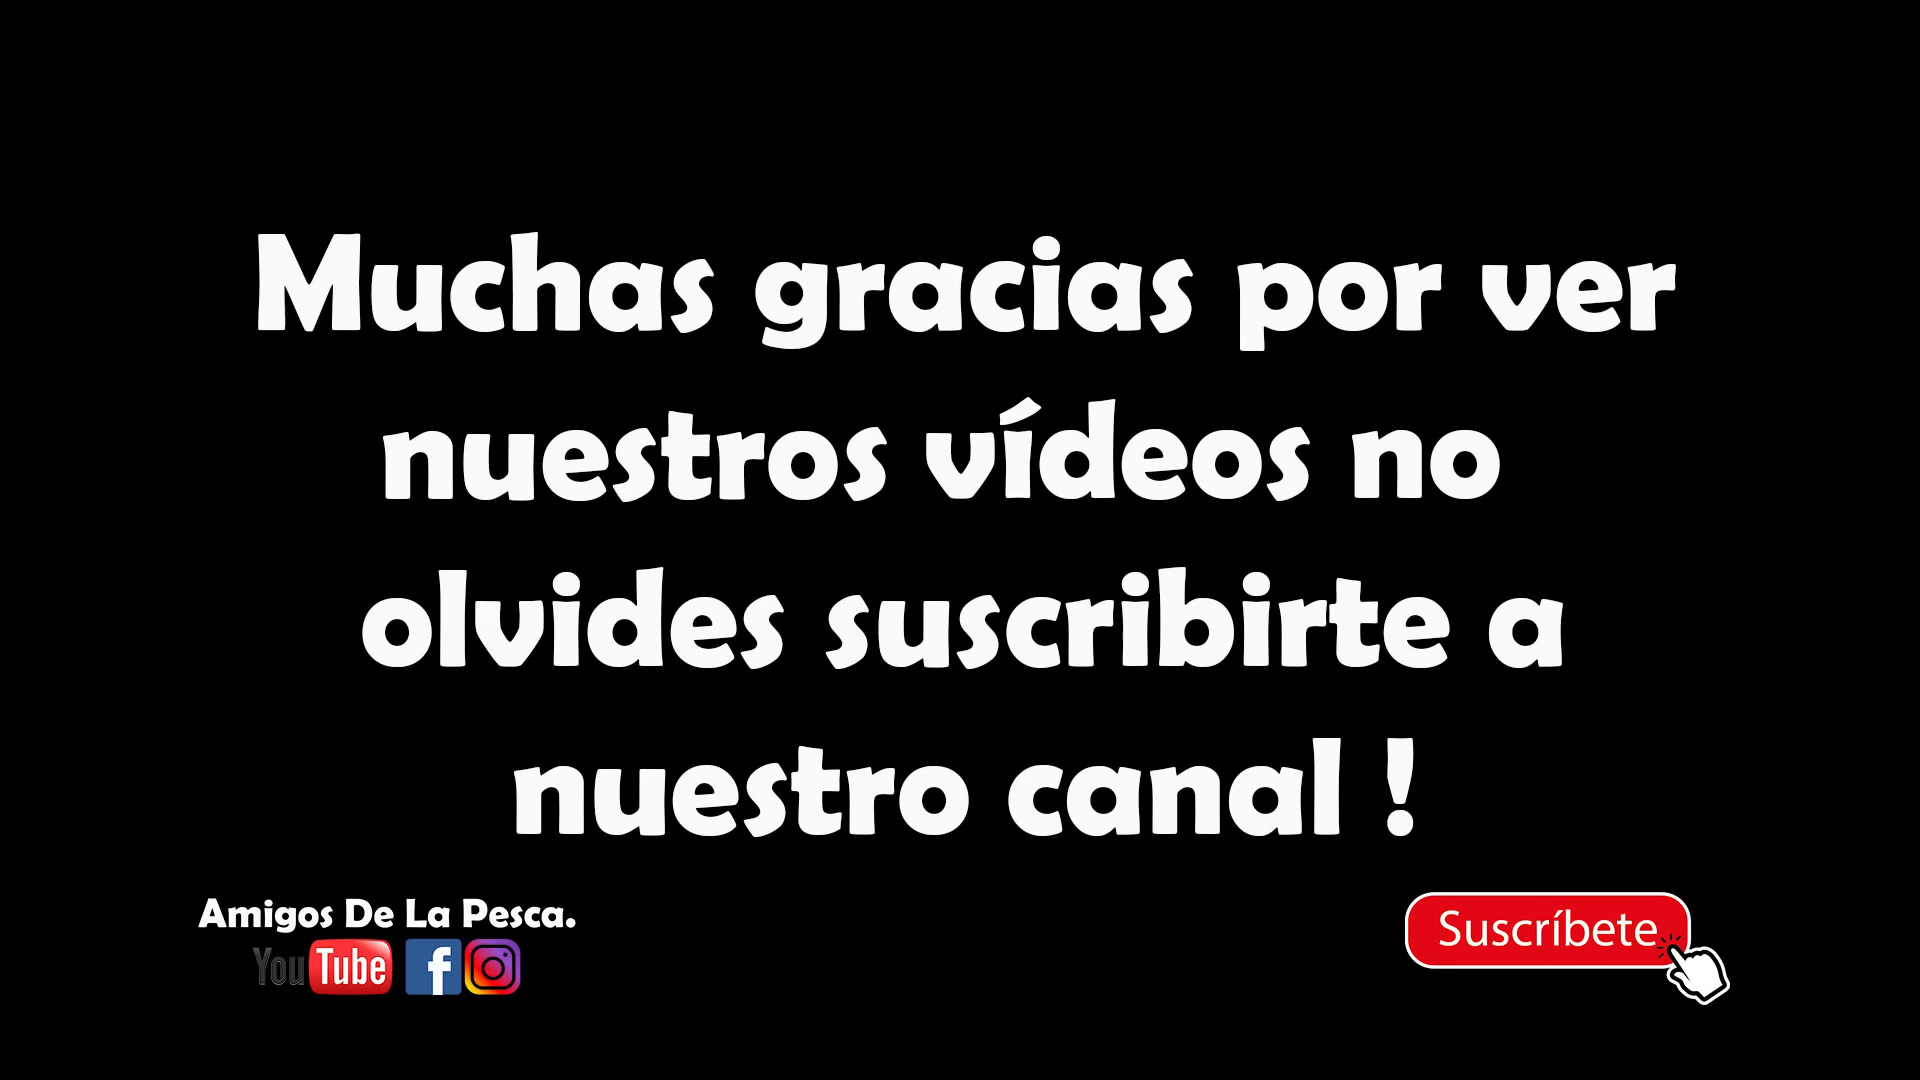 Muchas gracias por ver
nuestros vídeos no
olvides suscribirte a
nuestro canal !
Amigos De La Pesca.
YouTube f
Suscríbete